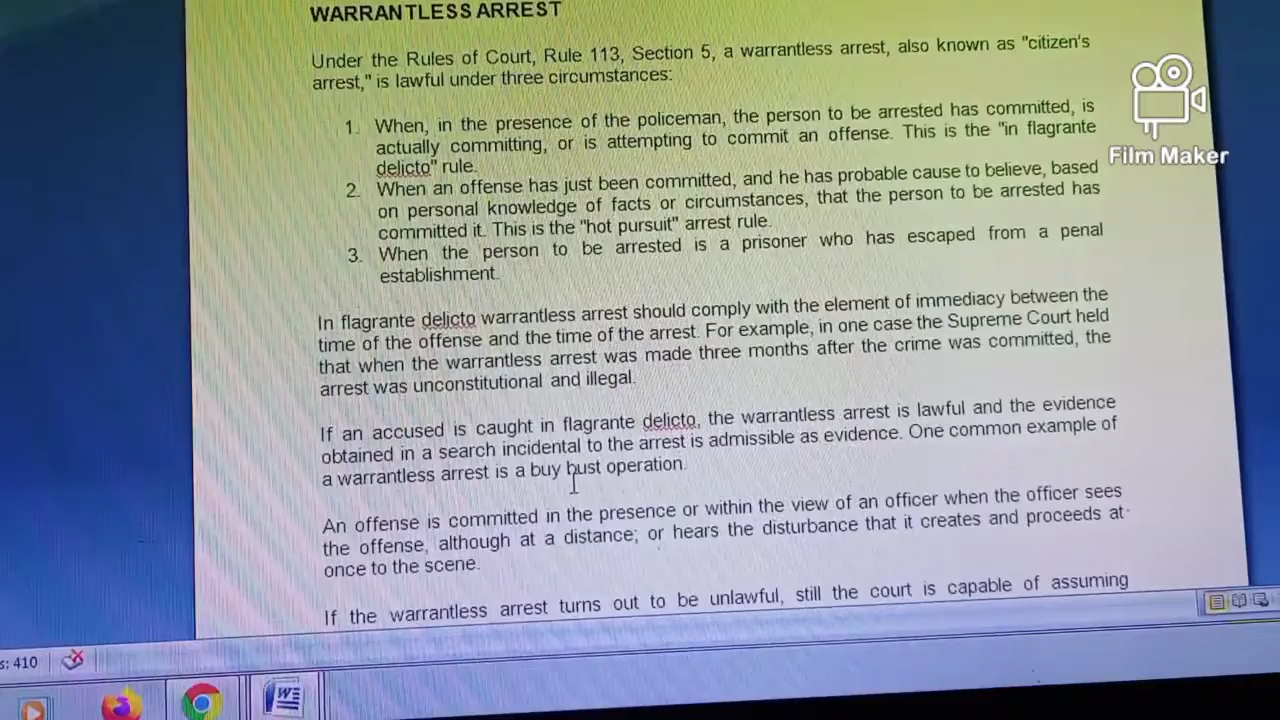 WARRANTLESS ARREST
Under the Rules of Court, Rule 113, Section 5, a warrantless arrest, also known as "citizen's
arrest," is lawful under three circumstances:
1. When, in the presence of the policeman, the person to be arrested has committed, is
actually committing, or is attempting to commit an offense. This is the "in flagrante
delicto" rule.
2. When an offense has just been committed, and he has probable cause to believe, based
on personal knowledge of facts or circumstances, that the person to be arrested has
committed it. This is the "hot pursuit" arrest rule.
3. When the person to be arrested is a prisoner who has escaped from a penal
establishment.
In flagrante delicto warrantless arrest should comply with the element of immediacy between the
time of the offense and the time of the arrest. For example, in one case the Supreme Court held
that when the warrantless arrest was made three months after the crime was committed, the
arrest was unconstitutional and illegal.
If an accused is caught in flagrante delicto, the warrantless arrest is lawful and the evidence
obtained in a search incidental to the arrest is admissible as evidence. One common example of
a warrantless arrest is a buy bust operation.
An offense is committed in the presence or within the view of an officer when the officer sees
the offense, although at a distance; or hears the disturbance that it creates and proceeds at
once to the scene.
If the warrantless arrest turns out to be unlawful, still the court is capable of assuming
s: 410
Film Maker